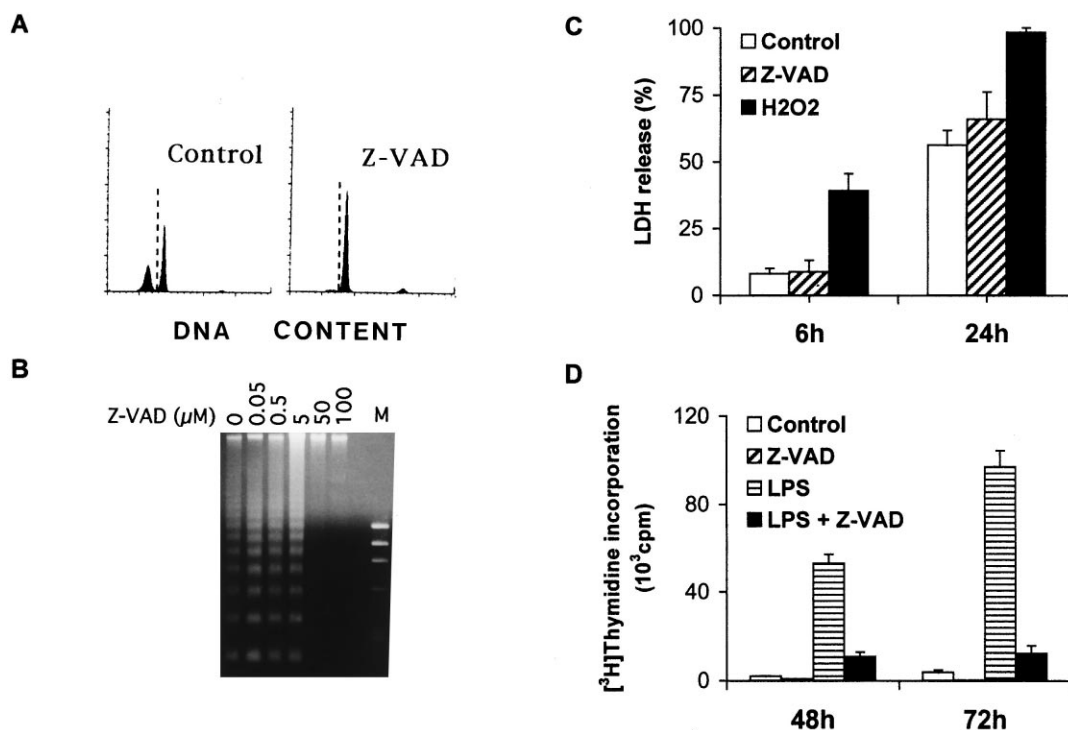 A
Control
Z-VAD
DNA CONTENT
B
Z-VAD (µM)
0
0.05
0.5
5
50
100
M
C
LDH release (%)
100
75
50
25
0
Control
Z-VAD
H2O2
6h
24h
D
[³H]Thymidine incorporation
(10³cpm)
120
80
40
0
Control
Z-VAD
LPS
LPS + Z-VAD
48h
72h